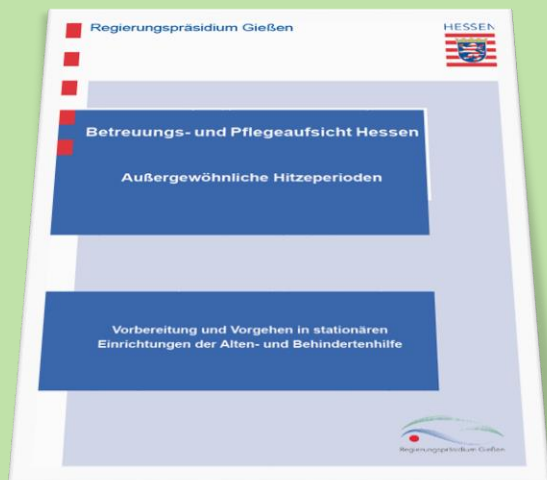 Regierungspräsidium Gießen
HESSEN
Betreuungs- und Pflegeaufsicht Hessen
Außergewöhnliche Hitzeperioden
Vorbereitung und Vorgehen in stationären
Einrichtungen der Alten- und Behindertenhilfe
Regierungspräsidium Gießen